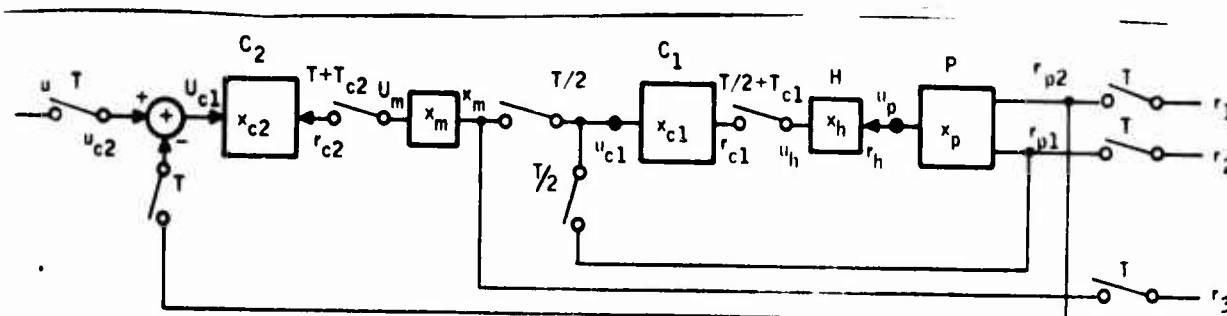 C2
C1
H
P
u
T
+
+
-
Uc1
uc2
xc2
T+Tc2
rc2
Um
xm
xm
T/2
uc1
xc1
T/2+Tc1
rc1
uh
xh
up
rh
xp
rp2
T
rp1
T
r2
T
T/2
T
r3